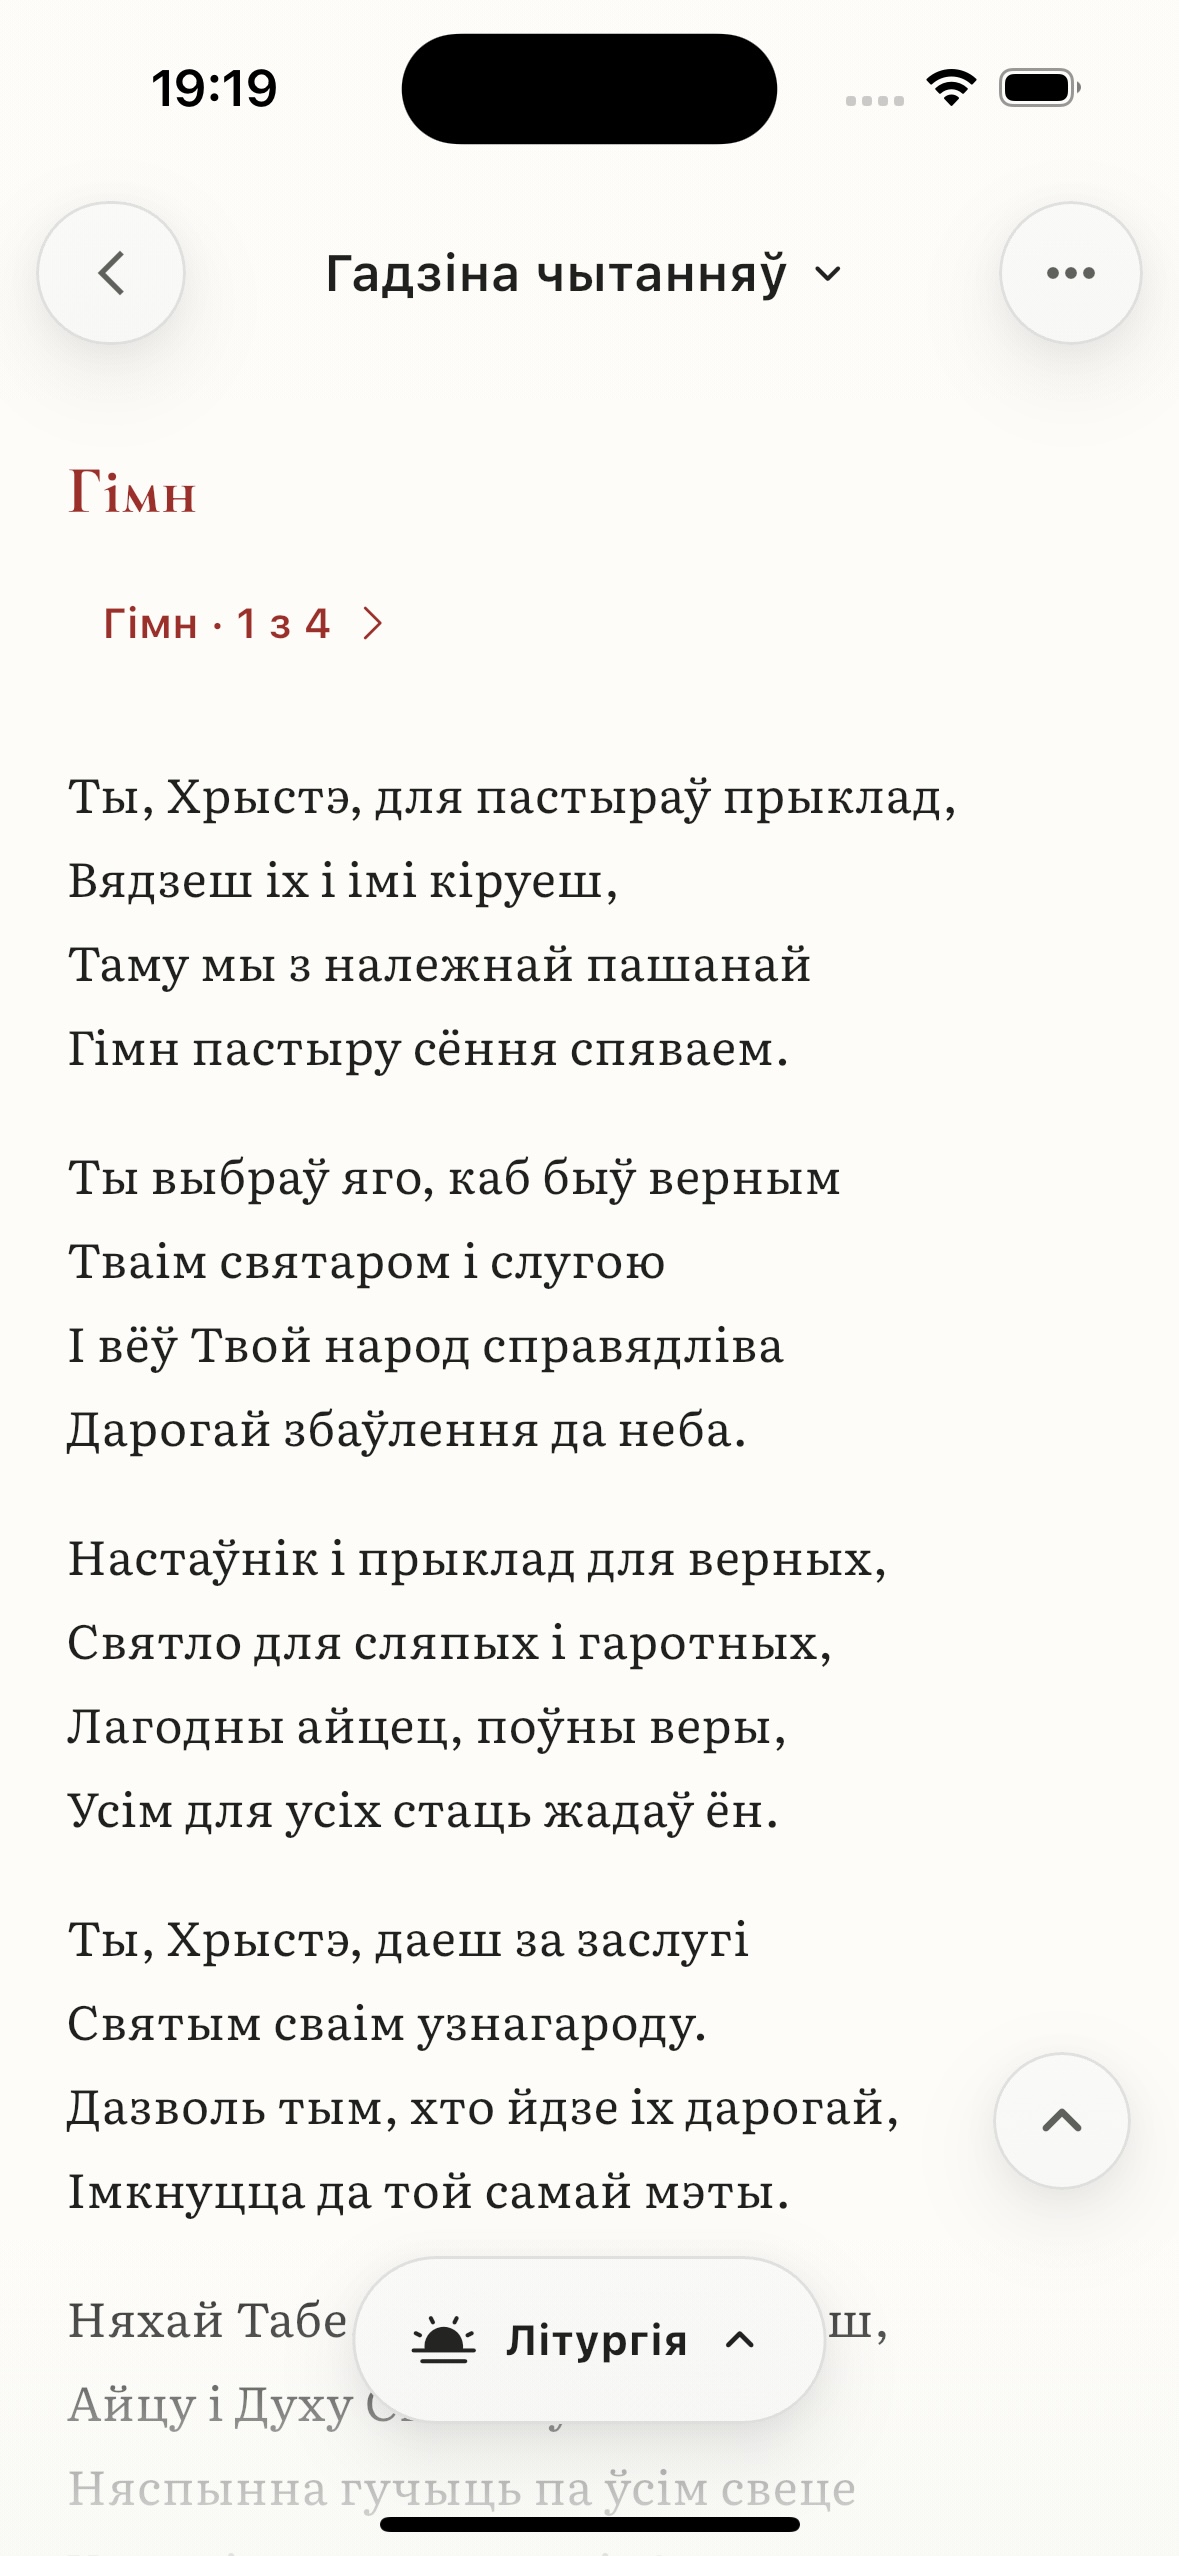 19:19
Гадзіна чытанняў
Гімн
Гімн · 1 з 4
Ты, Хрыстэ, для пастыраў прыклад,
Вядзеш іх і імі кіруеш,
Таму мы з належнай пашанай
Гімн пастыру сёння спяваем.
Ты выбраў яго, каб быў верным
Тваім святаром і слугою
І вёў Твой народ справядліва
Дарогай збаўлення да неба.
Настаўнік і прыклад для верных,
Святло для сляпых і гаротных,
Лагодны айцец, поўны веры,
Усім для усіх стаць жадаў ён.
Ты, Хрыстэ, даеш за заслугі
Святым сваім узнагароду.
Дазволь тым, хто йдзе іх дарогай,
Імкнуцца да той самай мэты.
Няхай Табе
Літургія
Айцу і Духу
Няспынна гучыць па ўсім свеце